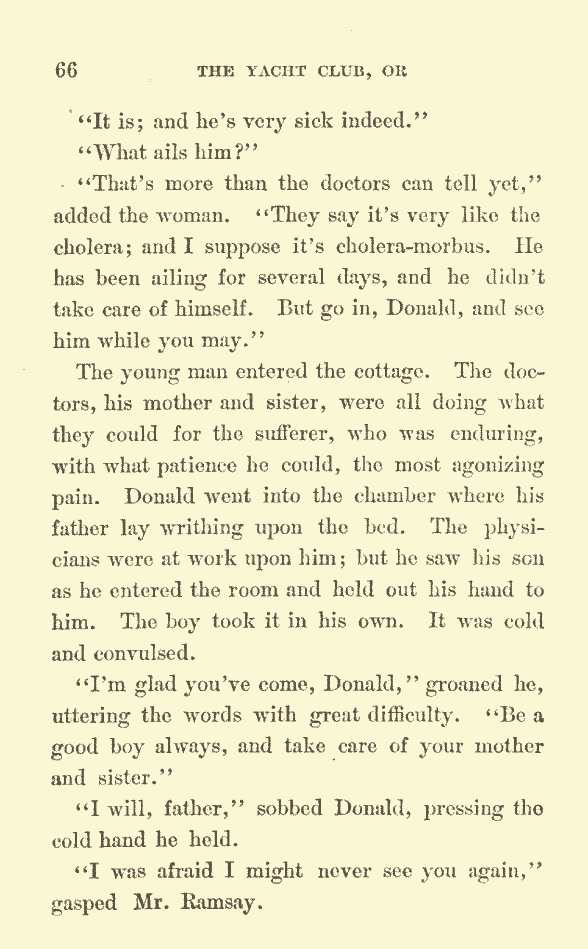 66 THE YACHT CLUB, OR
"It is; and he's very sick indeed."
"What ails him?"
"That's more than the doctors can tell yet,"
added the woman. "They say it's very like the
cholera; and I suppose it's cholera-morbus. He
has been ailing for several days, and he didn't
take care of himself. But go in, Donald, and see
him while you may."
The young man entered the cottage. The doc-
tors, his mother and sister, were all doing what
they could for the sufferer, who was enduring,
with what patience he could, the most agonizing
pain. Donald went into the chamber where his
father lay writhing upon the bed. The physi-
cians were at work upon him; but he saw his son
as he entered the room and held out his hand to
him. The boy took it in his own. It was cold
and convulsed.
"I'm glad you've come, Donald," groaned he,
uttering the words with great difficulty. "Be a
good boy always, and take care of your mother
and sister."
"I will, father," sobbed Donald, pressing the
cold hand he held.
"I was afraid I might never see you again,"
gasped Mr. Ramsay.